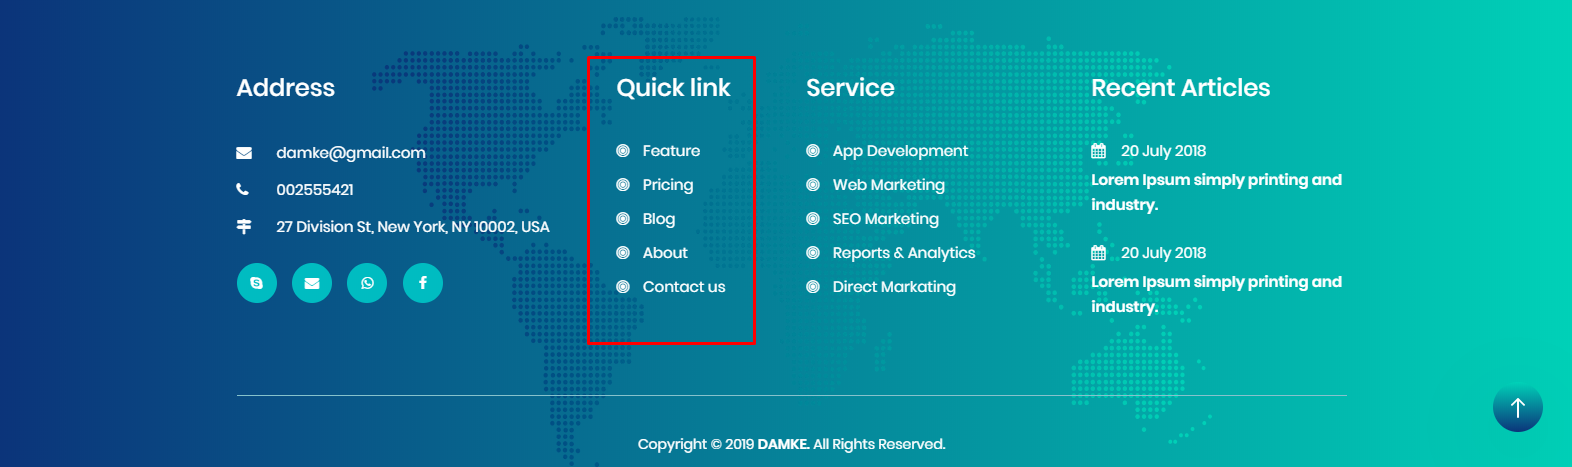 Address
damke@gmail.com
002555421
27 Division St, New York, NY 10002, USA
Quick link
Feature
Pricing
Blog
About
Contact us
Service
App Development
Web Marketing
SEO Marketing
Reports & Analytics
Direct Markating
Recent Articles
20 July 2018
Lorem Ipsum simply printing and
industry.
20 July 2018
Lorem Ipsum simply printing and
industry.
Copyright © 2019 DAMKE. All Rights Reserved.